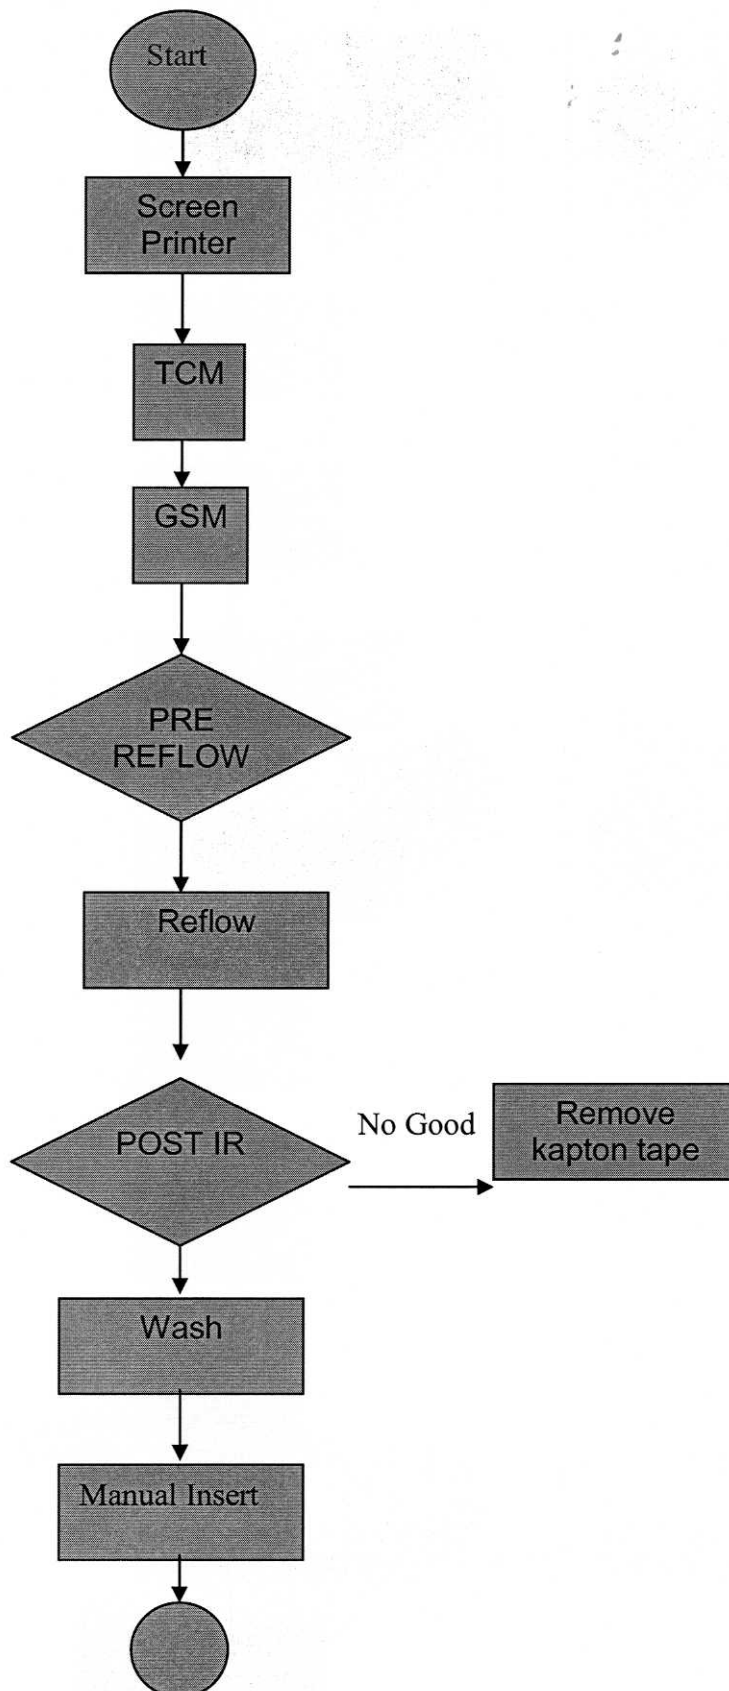 Start
Screen
Printer
TCM
GSM
PRE
REFLOW
Reflow
POST IR
No Good
Remove
kapton tape
Wash
Manual Insert